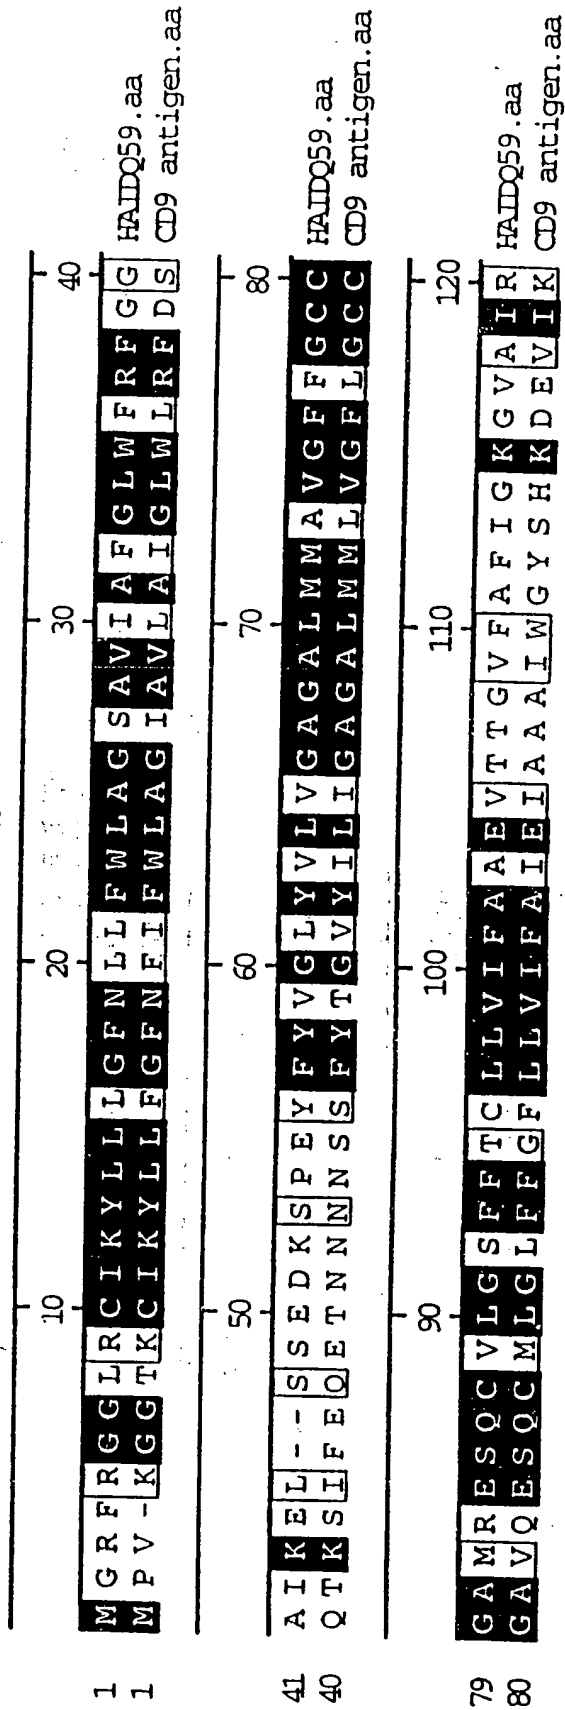 10 20 30 40
1 M G R F R G G L R C I K Y L L L G F N L L F W L A G S A V I A F G L W F R F G G HAIDQ59.aa
1 M P V - K G G T K C I K Y L L F G F N F I F W L A G I A V L A I G L W L R F D S CD9 antigen.aa
50 60 70 80
41 A I K E L - - S S E D K S P E Y F Y V G L Y V L V G A G A L M M A V G F F G C C HAIDQ59.aa
40 Q T K S I F E Q E T N N N N S S F Y T G V Y I L I G A G A L M M L V G F L G C C CD9 antigen.aa
90 100 110 120
79 G A M R E S Q C V L G S F F T C L L V I F A A E V T T G V F A F I G K G V A I R HAIDQ59.aa
80 G A V Q E S Q C M L G L F F G F L L V I F A I E I A A A I W G Y S H K D E V I K CD9 antigen.aa